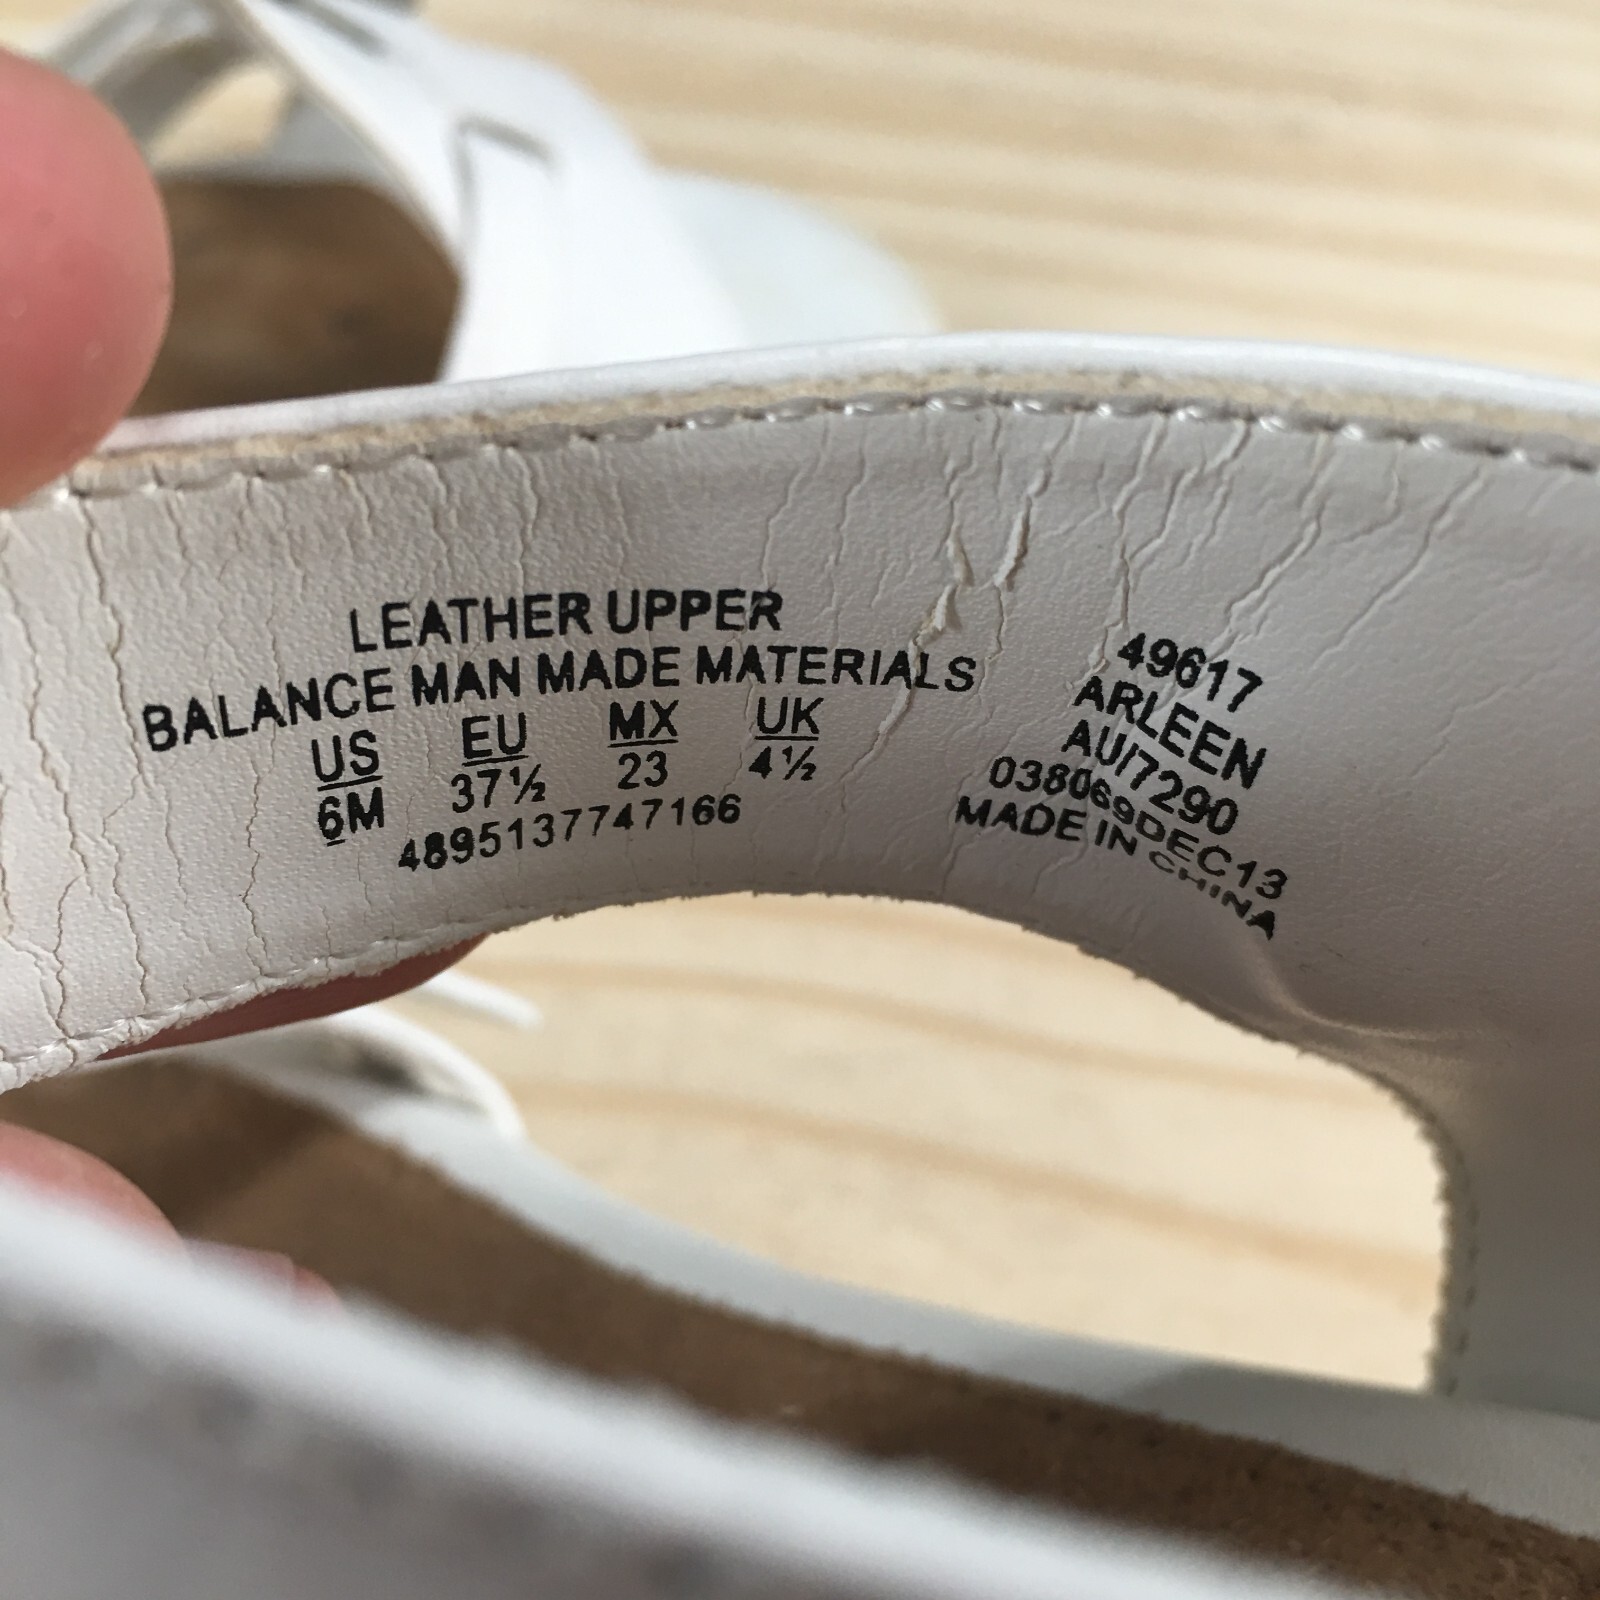 LEATHER UPPER
BALANCE MAN MADE MATERIALS
US EU MX UK
6M 37½ 23 4½
4895137747166
49617
ARLEEN
AU/7290
038069DEC13
MADE IN CHINA